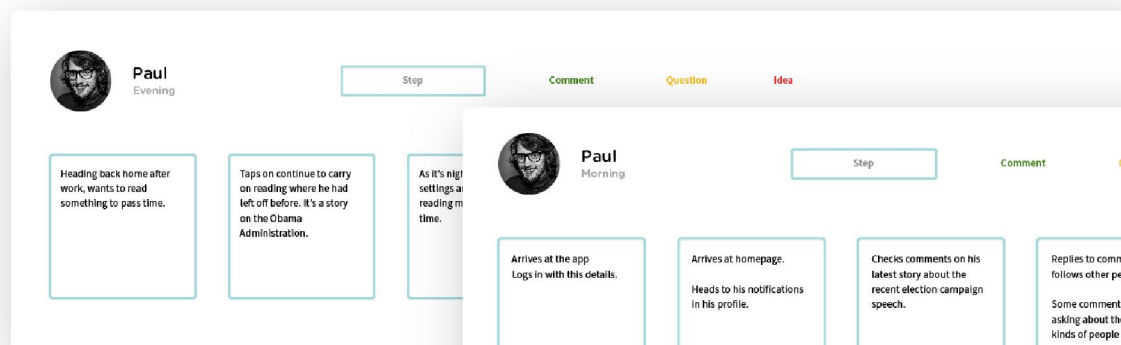 Paul
Evening
Step
Comment
Question
Idea
Heading back home after
work, wants to read
something to pass time.
Taps on continue to carry
on reading where he had
left off before. It's a story
on the Obama
Administration.
As it's
settings
reading
time.
Paul
Morning
Step
Comment
Arrives at the app
Logs in with this details.
Arrives at homepage.
Heads to his notifications
in his profile.
Checks comments on his
latest story about the
recent election campaign
speech.
Replies to
follows other
Some comment
asking about
kinds of people